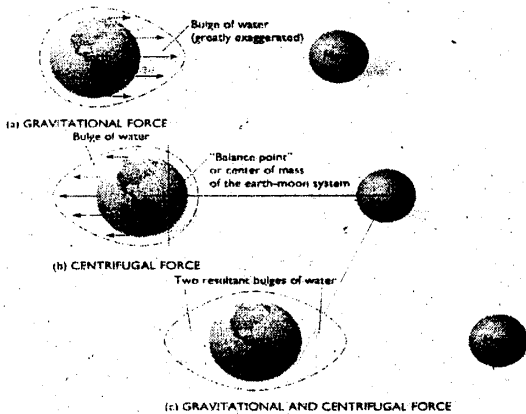 Bulge of water
(greatly exaggerated)
(a) GRAVITATIONAL FORCE
Bulge of water
"Balance point"
or center of mass
of the earth-moon system
(b) CENTRIFUGAL FORCE
Two resultant bulges of water
(c) GRAVITATIONAL AND CENTRIFUGAL FORCE